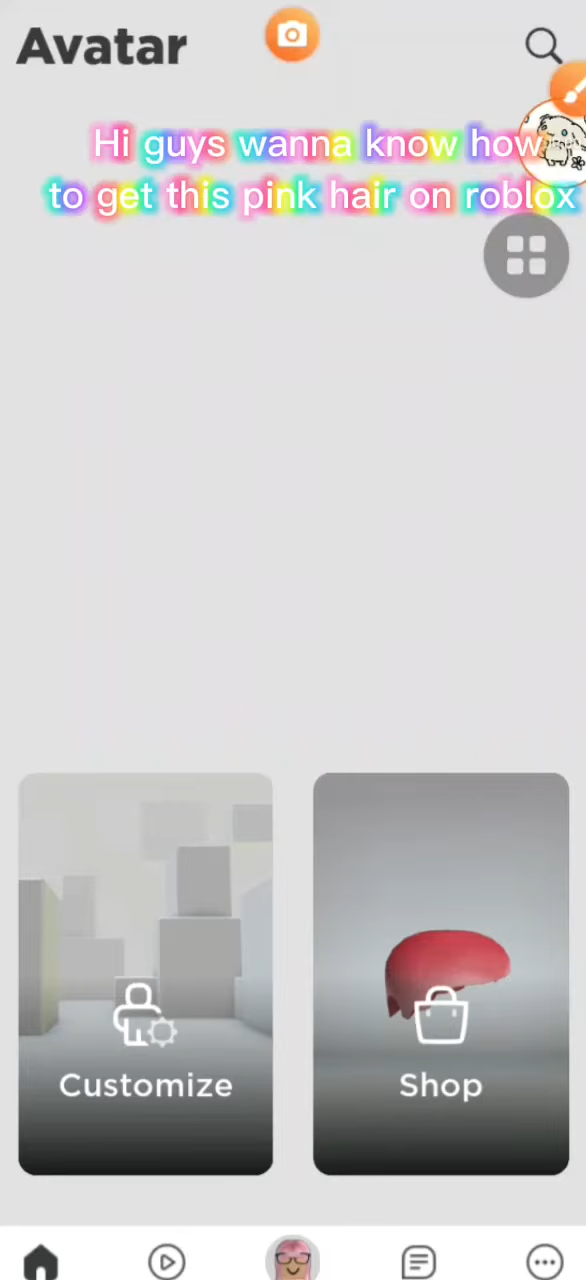 Avatar
Hi guys wanna know how
to get this pink hair on roblox
Customize
Shop